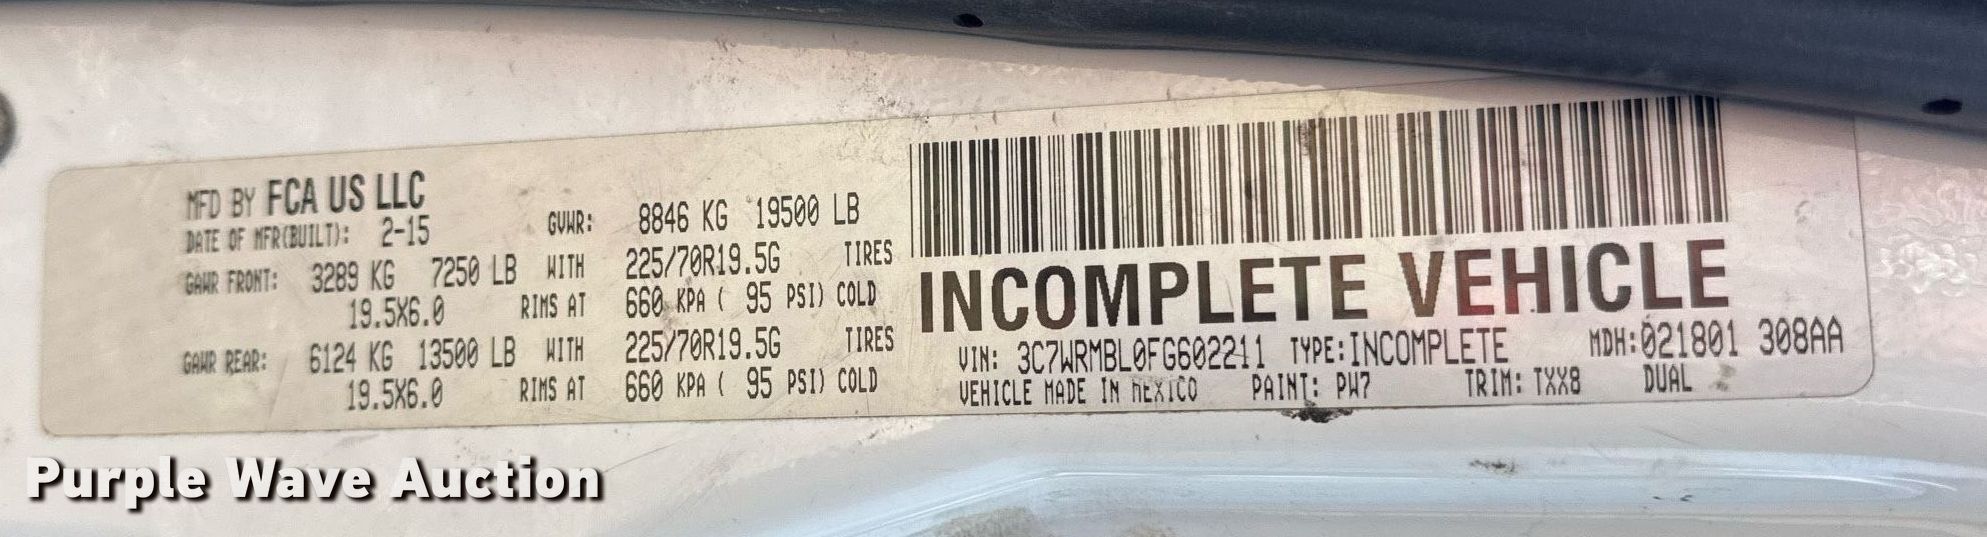 MFD BY FCA US LLC
DATE OF MFR(BUILT): 2-15 GVWR: 8846 KG 19500 LB
GAWR FRONT: 3289 KG 7250 LB WITH 225/70R19.5G TIRES
19.5X6.0 RIMS AT 660 KPA ( 95 PSI) COLD
GAWR REAR: 6124 KG 13500 LB WITH 225/70R19.5G TIRES
19.5X6.0 RIMS AT 660 KPA ( 95 PSI) COLD
INCOMPLETE VEHICLE
VIN: 3C7WRMBL0FG602211 TYPE:INCOMPLETE MDH:021801 308AA
VEHICLE MADE IN MEXICO PAINT: PW7 TRIM: TXX8 DUAL
Purple Wave Auction